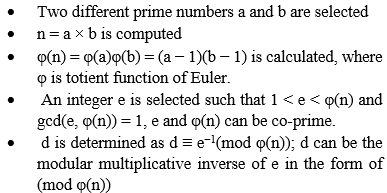 • Two different prime numbers a and b are selected
• n = a × b is computed
• φ(n) = φ(a)φ(b) = (a − 1)(b − 1) is calculated, where
φ is totient function of Euler.
• An integer e is selected such that 1 < e < φ(n) and
gcd(e, φ(n)) = 1, e and φ(n) can be co-prime.
• d is determined as d ≡ e⁻¹(mod φ(n)); d can be the
modular multiplicative inverse of e in the form of
(mod φ(n))